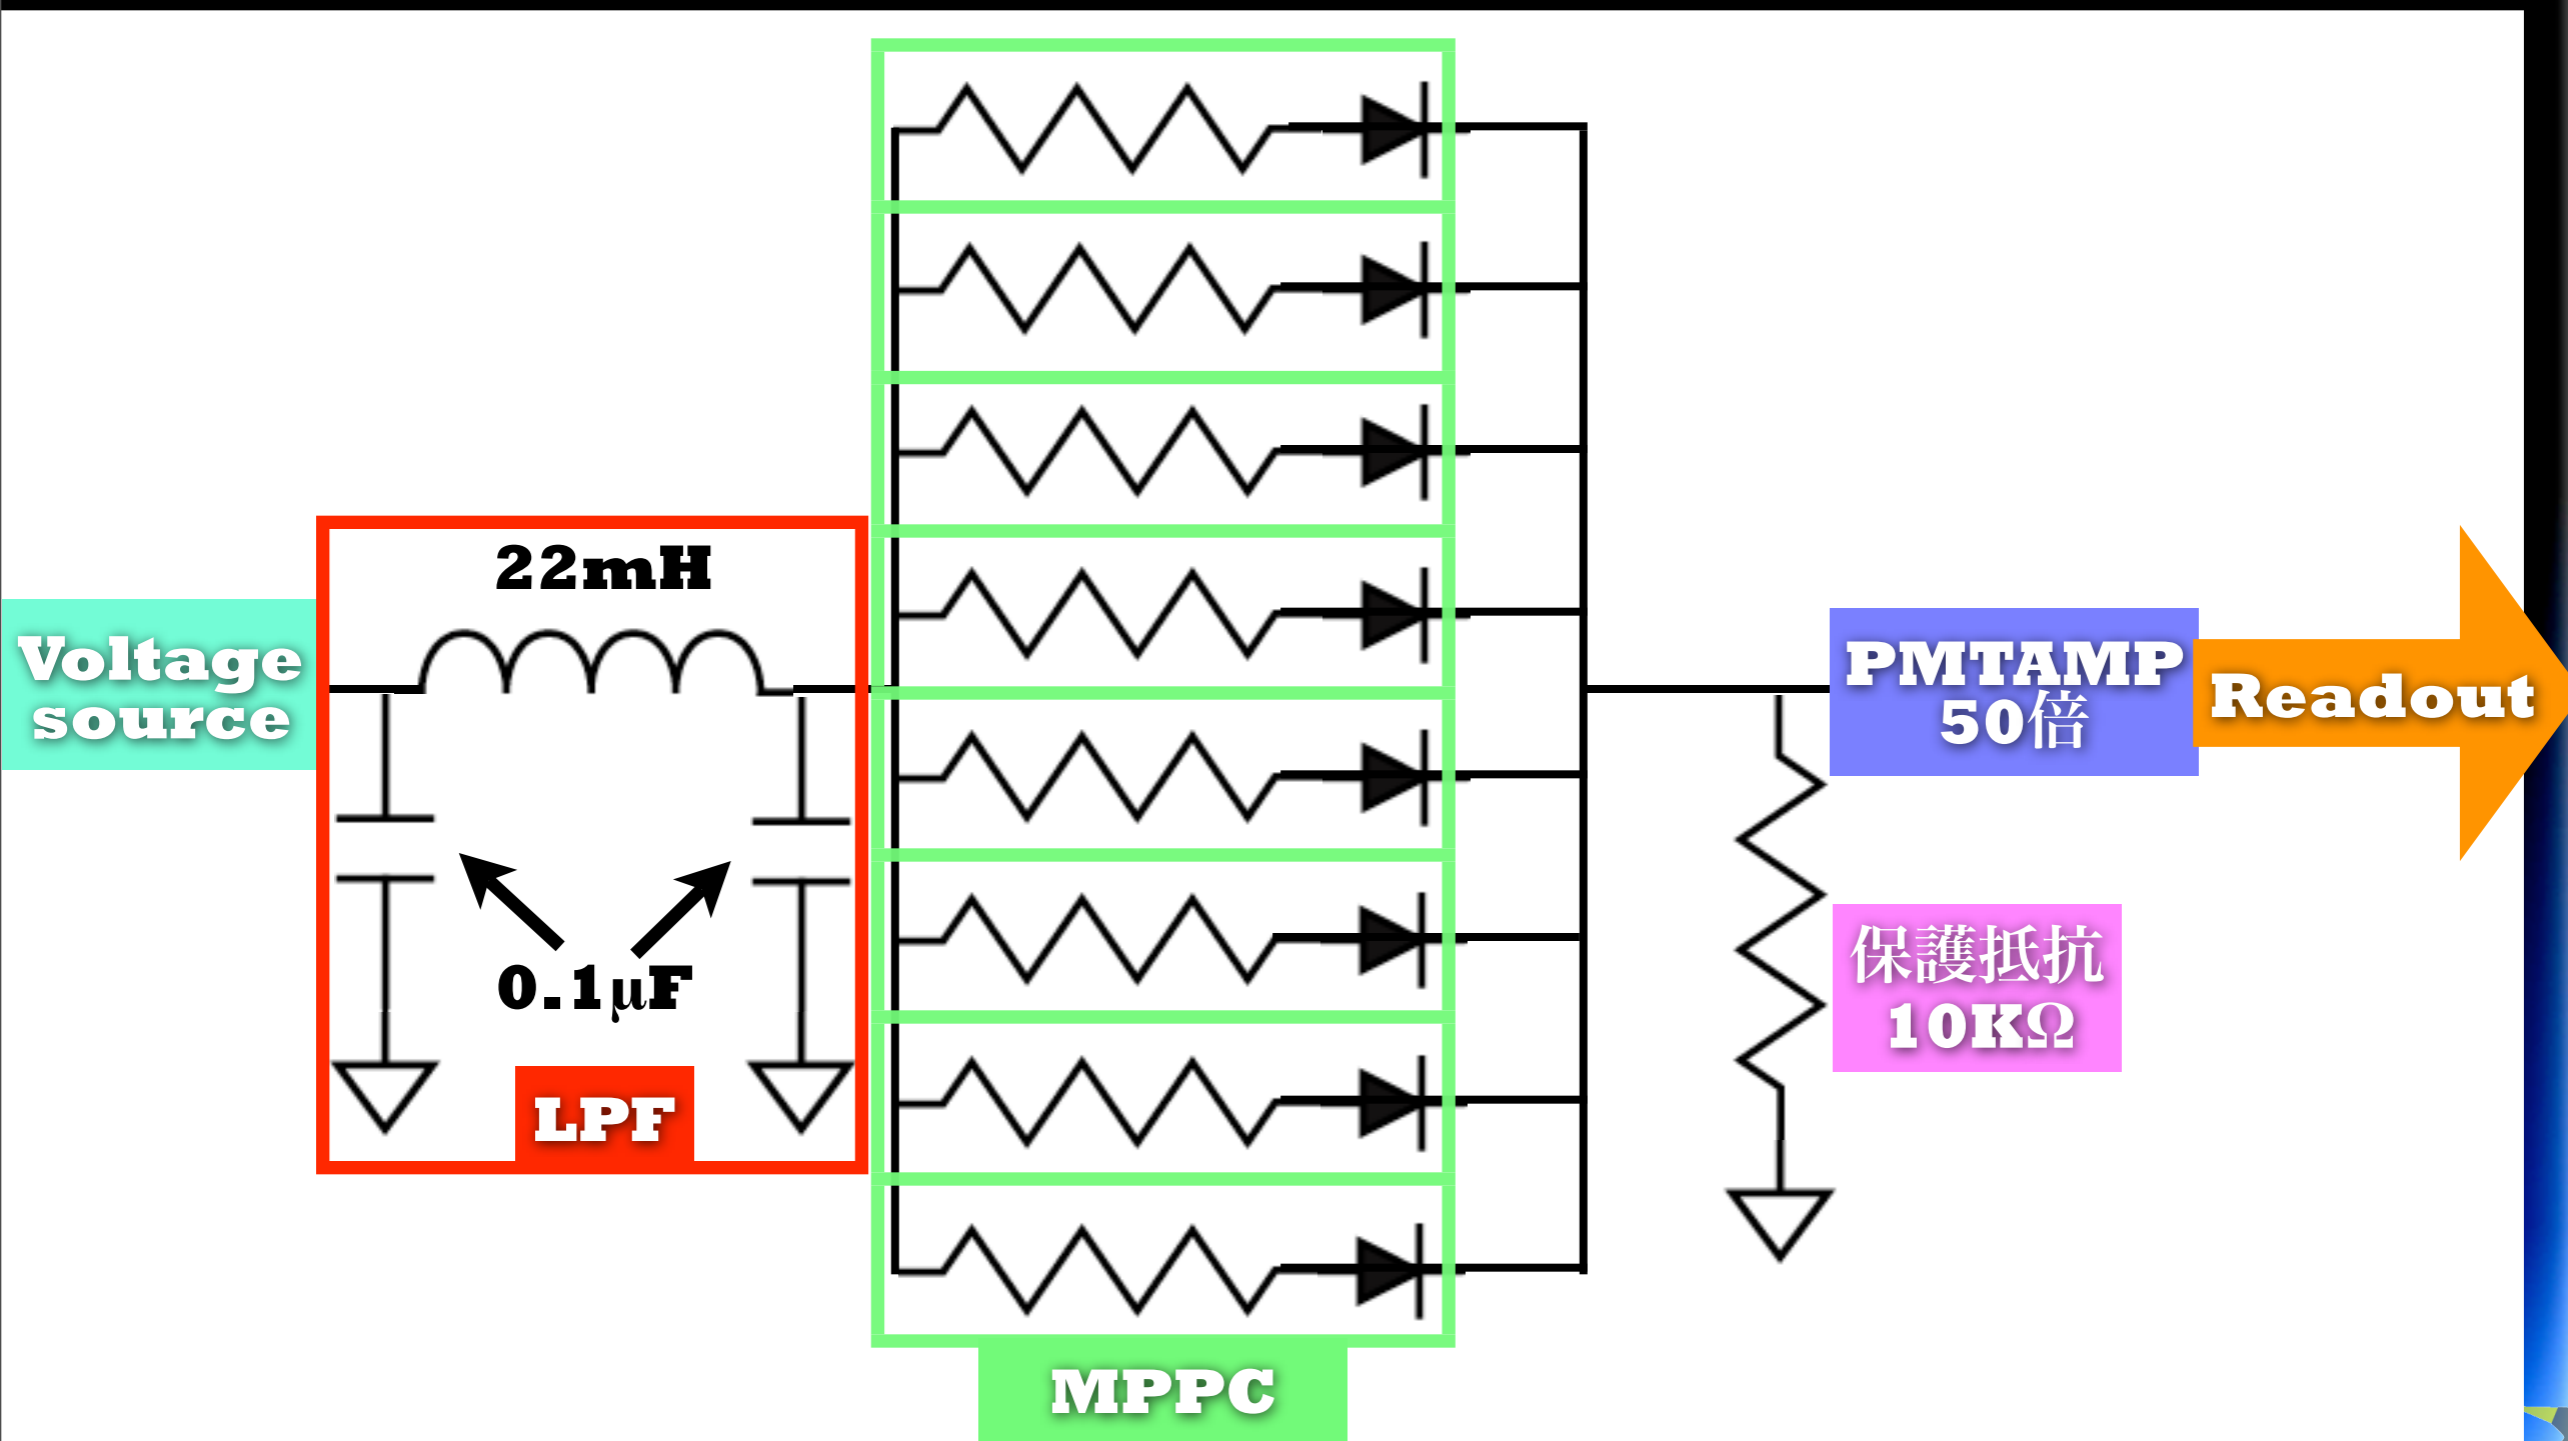 22mH
Voltage
source
0.1μF
LPF
MPPC
PMTAMP
50倍
Readout
保護抵抗
10KΩ